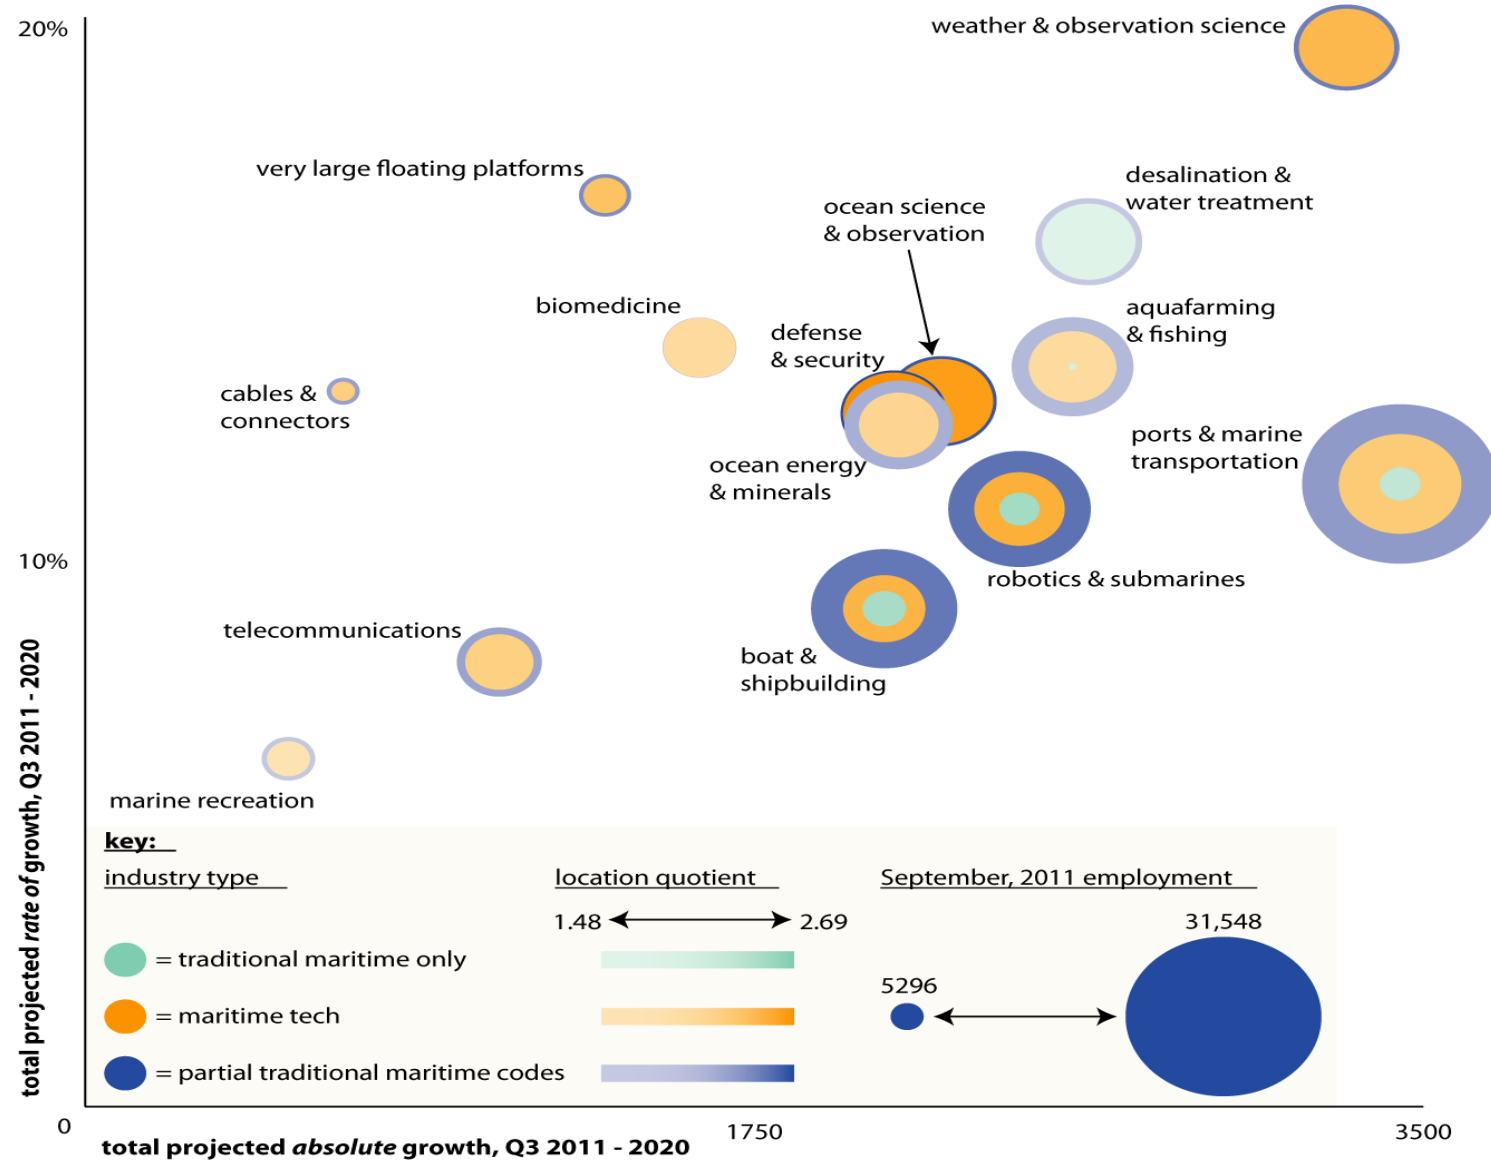 20%
weather & observation science
very large floating platforms
desalination &
water treatment
ocean science
& observation
biomedicine
aquafarming
& fishing
defense
& security
cables &
connectors
ports & marine
transportation
ocean energy
& minerals
10%
robotics & submarines
telecommunications
boat &
shipbuilding
marine recreation
total projected rate of growth, Q3 2011 - 2020
key:
industry type
location quotient
September, 2011 employment
1.48
2.69
31,548
= traditional maritime only
5296
= maritime tech
= partial traditional maritime codes
0
1750
3500
total projected absolute growth, Q3 2011 - 2020